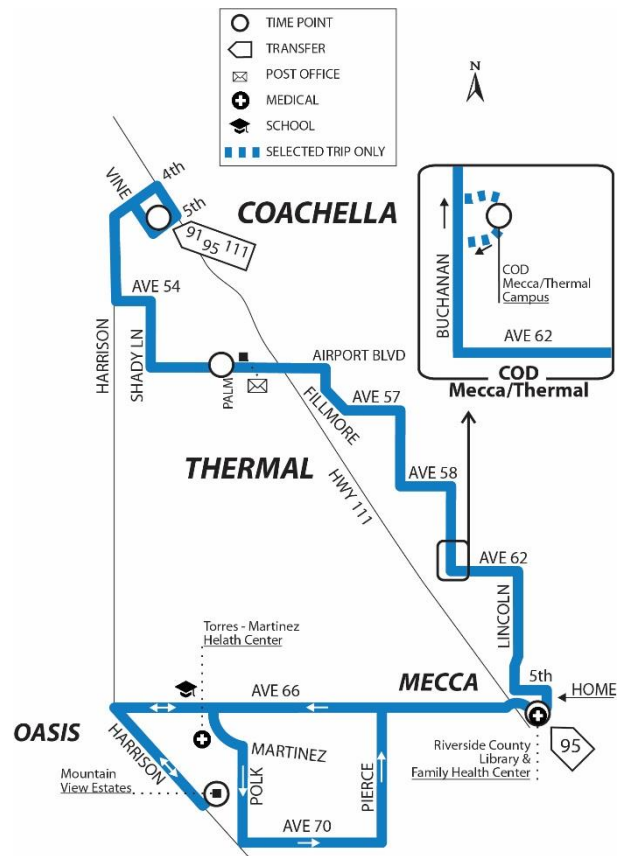 TIME POINT
TRANSFER
POST OFFICE
MEDICAL
SCHOOL
SELECTED TRIP ONLY
N
4th
VINE
5th
COACHELLA
91
95
111
AVE 54
HARRISON
SHADY LN
PALM
AIRPORT BLVD
FILLMORE
AVE 57
THERMAL
HWY 111
AVE 58
BUCHANAN
COD
Mecca/Thermal
Campus
AVE 62
COD
Mecca/Thermal
AVE 62
LINCOLN
Torres - Martinez
Helath Center
5th
MECCA
HOME
AVE 66
OASIS
HARRISON
MARTINEZ
95
Riverside County
Library &
Family Health Center
Mountain
View Estates
POLK
PIERCE
AVE 70